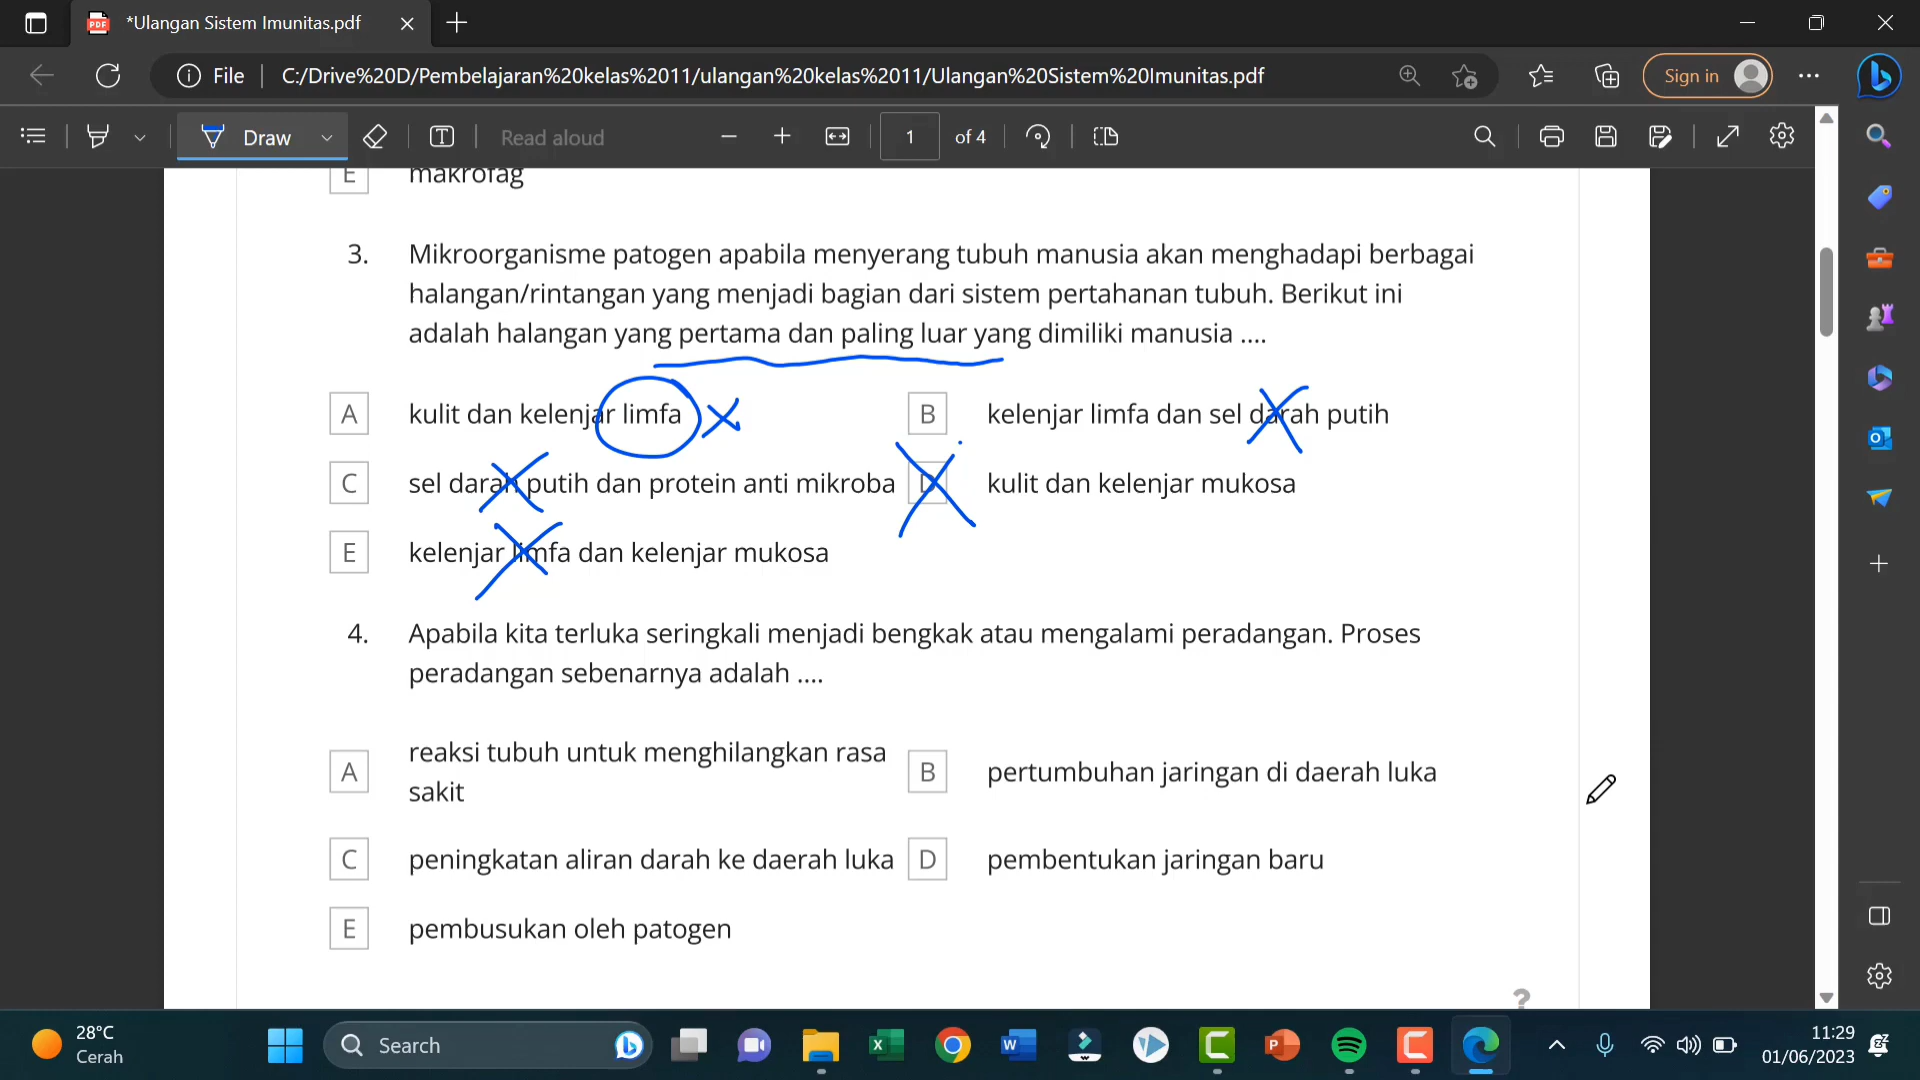 *Ulangan Sistem Imunitas.pdf
File
C:/Drive%20D/Pembelajaran%20kelas%2011/ulangan%20kelas%2011/Ulangan%20Sistem%20Imunitas.pdf
Sign in
Draw
Read aloud
1 of 4
E makrofag
3. Mikroorganisme patogen apabila menyerang tubuh manusia akan menghadapi berbagai
halangan/rintangan yang menjadi bagian dari sistem pertahanan tubuh. Berikut ini
adalah halangan yang pertama dan paling luar yang dimiliki manusia ....
A kulit dan kelenjar limfa
B kelenjar limfa dan sel darah putih
C sel darah putih dan protein anti mikroba
D kulit dan kelenjar mukosa
E kelenjar limfa dan kelenjar mukosa
4. Apabila kita terluka seringkali menjadi bengkak atau mengalami peradangan. Proses
peradangan sebenarnya adalah ....
A reaksi tubuh untuk menghilangkan rasa
sakit
B pertumbuhan jaringan di daerah luka
C peningkatan aliran darah ke daerah luka
D pembentukan jaringan baru
E pembusukan oleh patogen
?
28°C
Cerah
Search
11:29
01/06/2023